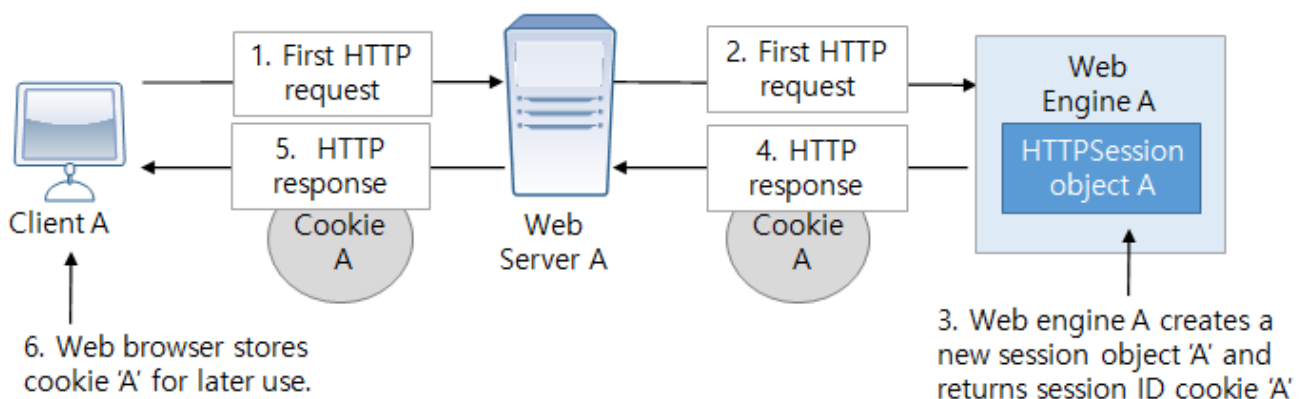 1. First HTTP
request
2. First HTTP
request
Web
Engine A
HTTPSession
object A
5. HTTP
response
4. HTTP
response
Cookie
A
Cookie
A
Client A
Web
Server A
6. Web browser stores
cookie ‘A’ for later use.
3. Web engine A creates a
new session object ‘A’ and
returns session ID cookie ‘A’